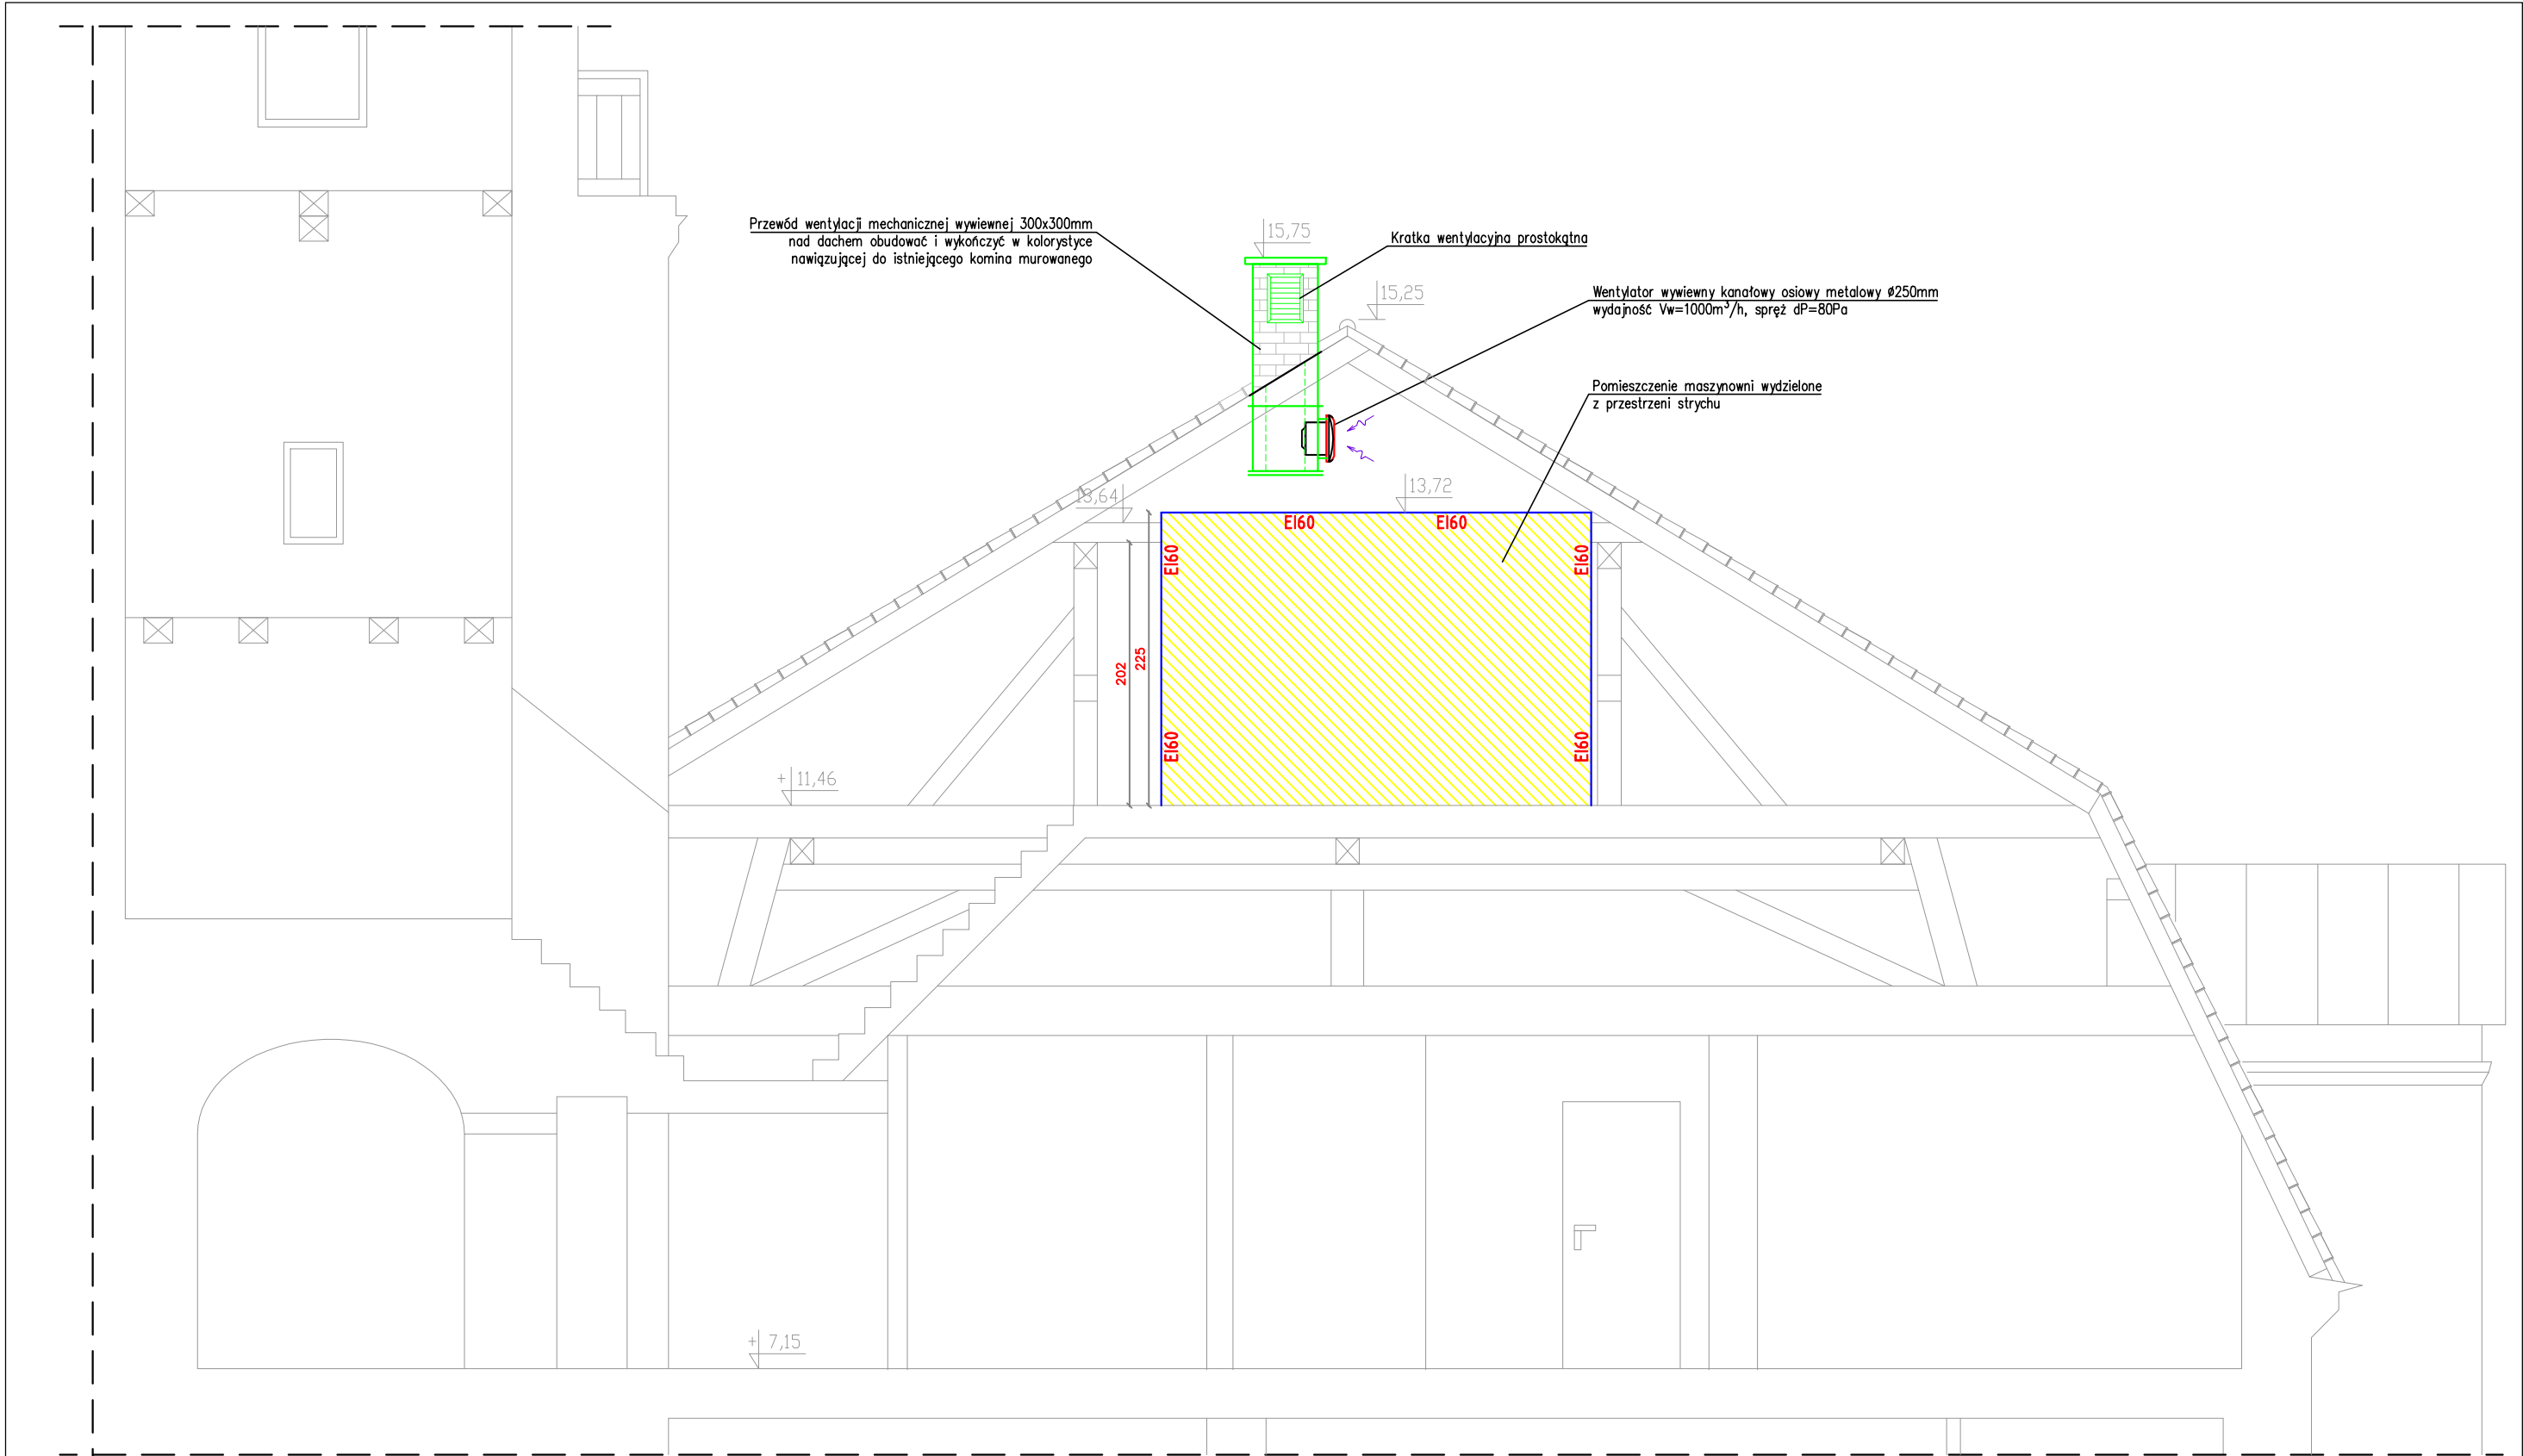 Przewód wentylacji mechanicznej wywiewnej 300x300mm
nad dachem obudować i wykończyć w kolorystyce
nawiązującej do istniejącego komina murowanego
15,75
Kratka wentylacyjna prostokątna
15,25
Wentylator wywiewny kanałowy osiowy metalowy ø250mm
wydajność Vw=1000m³/h, spręż dP=80Pa
Pomieszczenie maszynowni wydzielone
z przestrzeni strychu
13,64
13,72
EI60
EI60
EI60
EI60
202
225
EI60
EI60
+ 11,46
+ 7,15